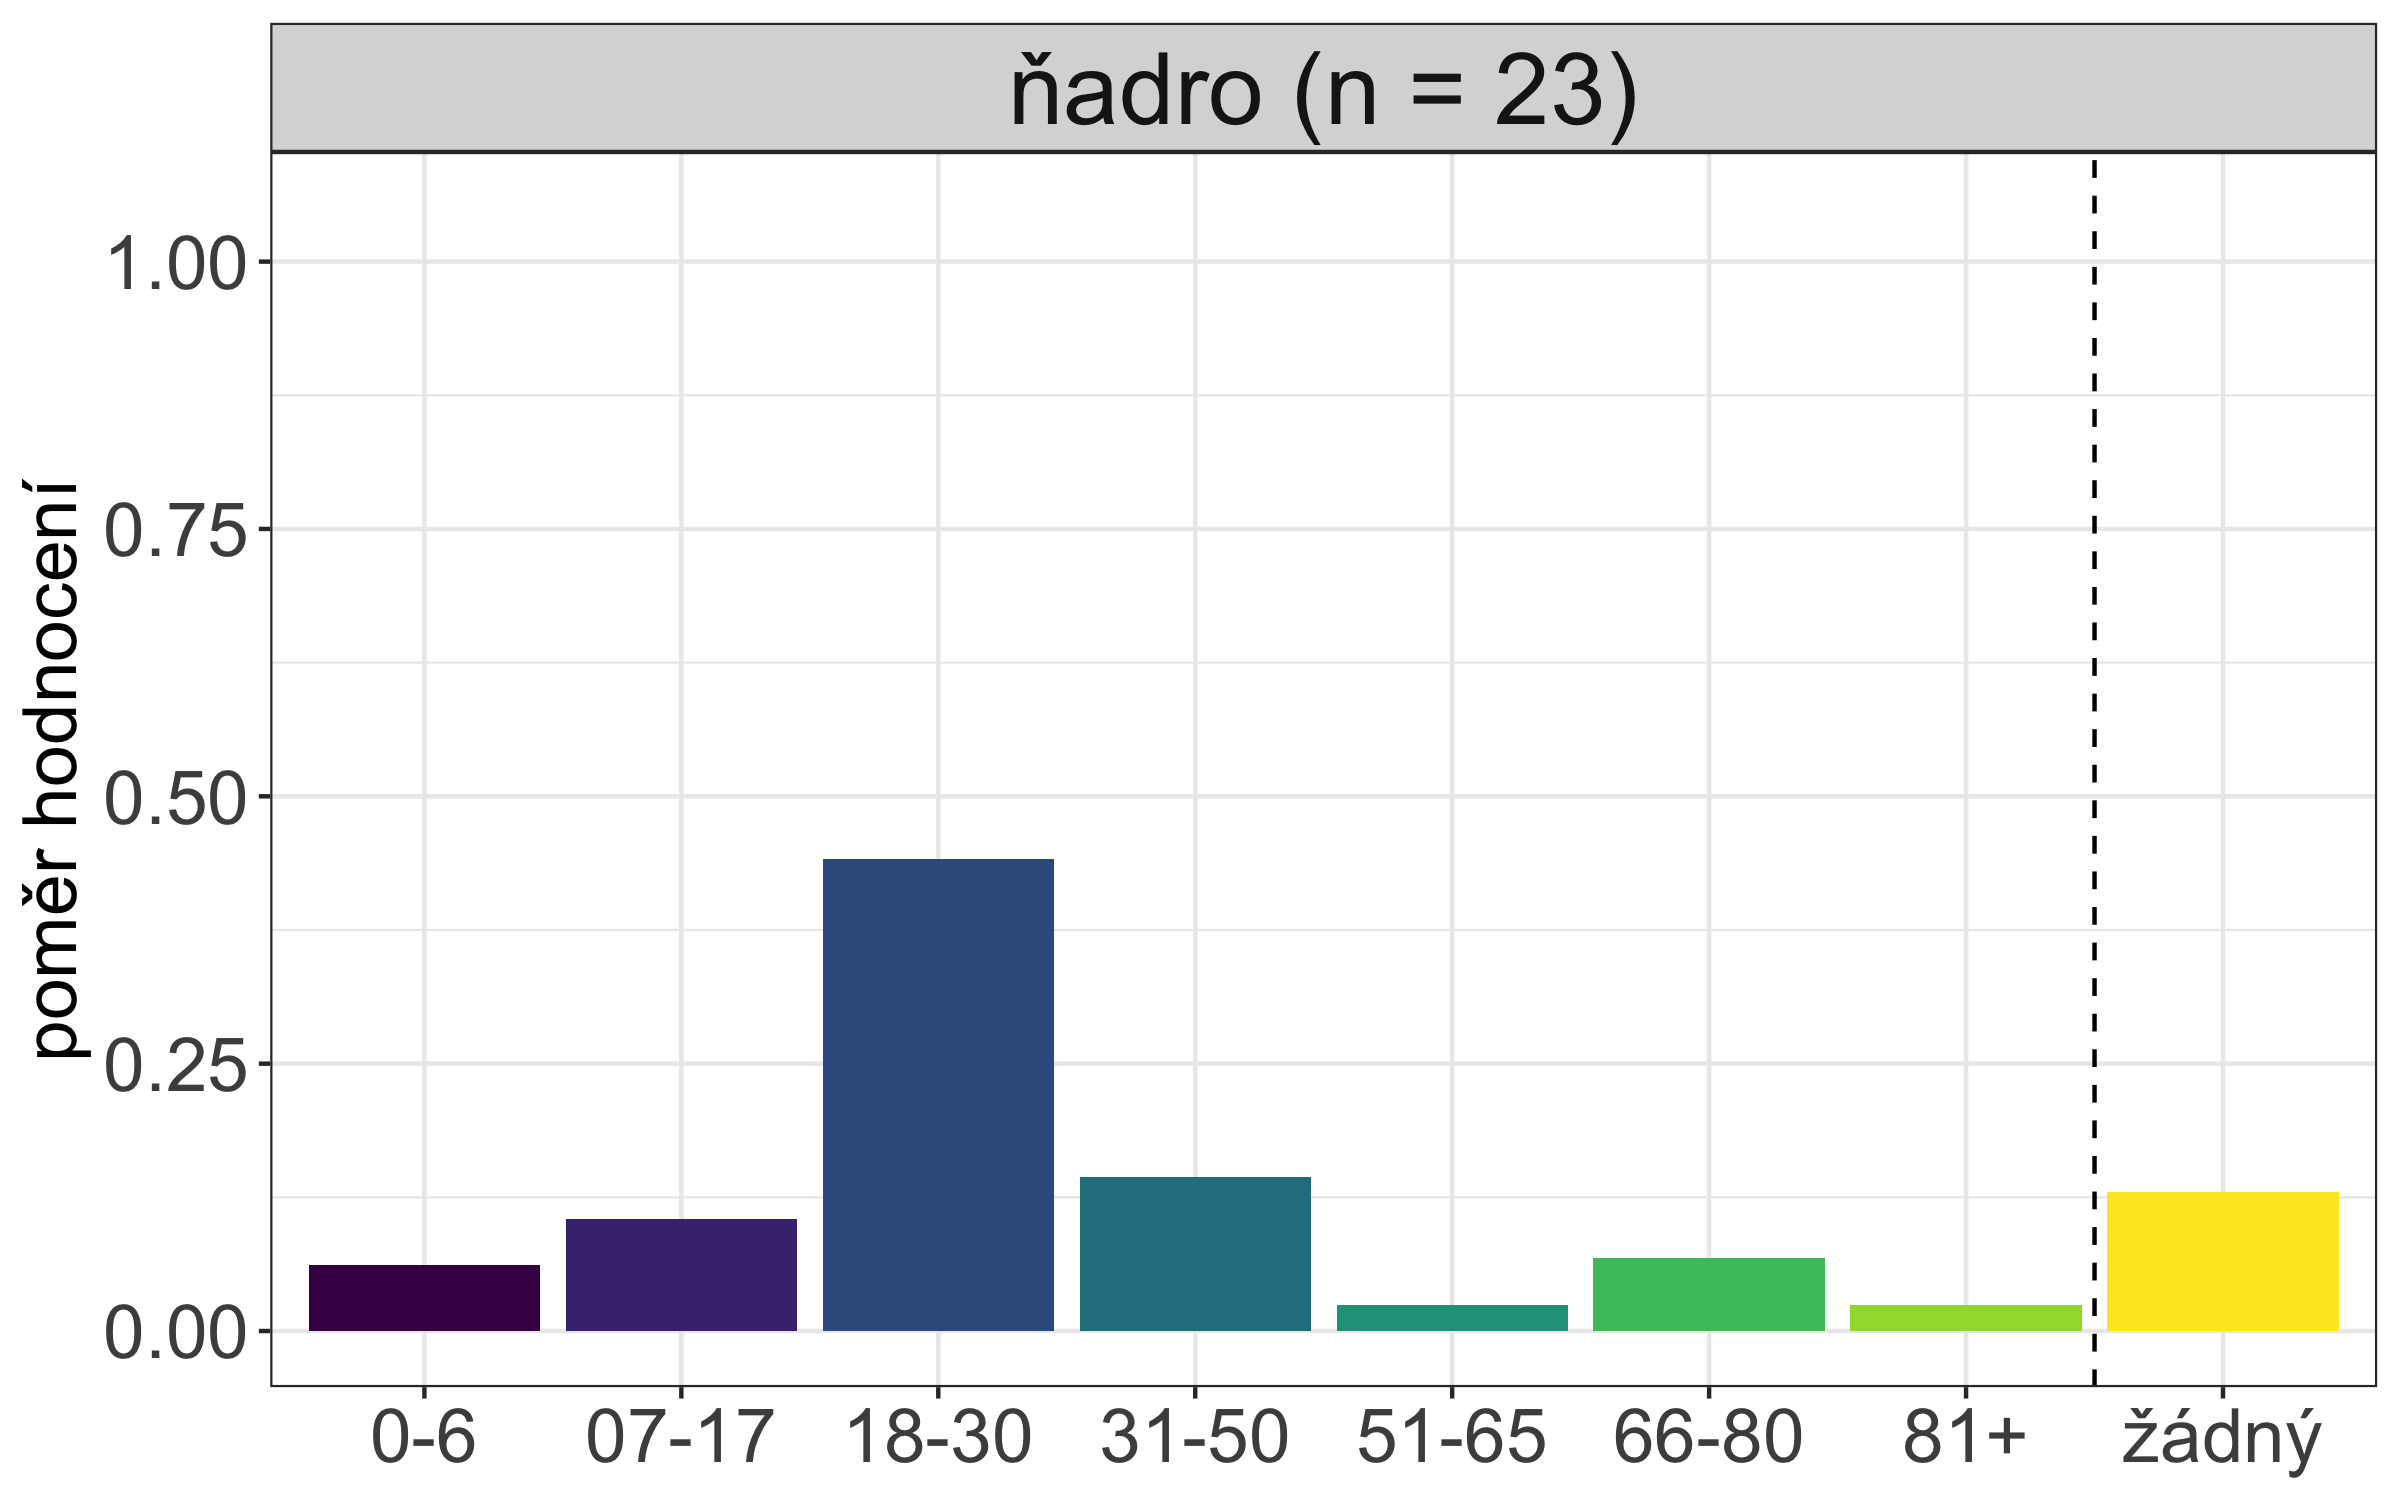 ňadro (n = 23)
poměr hodnocení
1.00
0.75
0.50
0.25
0.00
0-6 07-17 18-30 31-50 51-65 66-80 81+ žádný